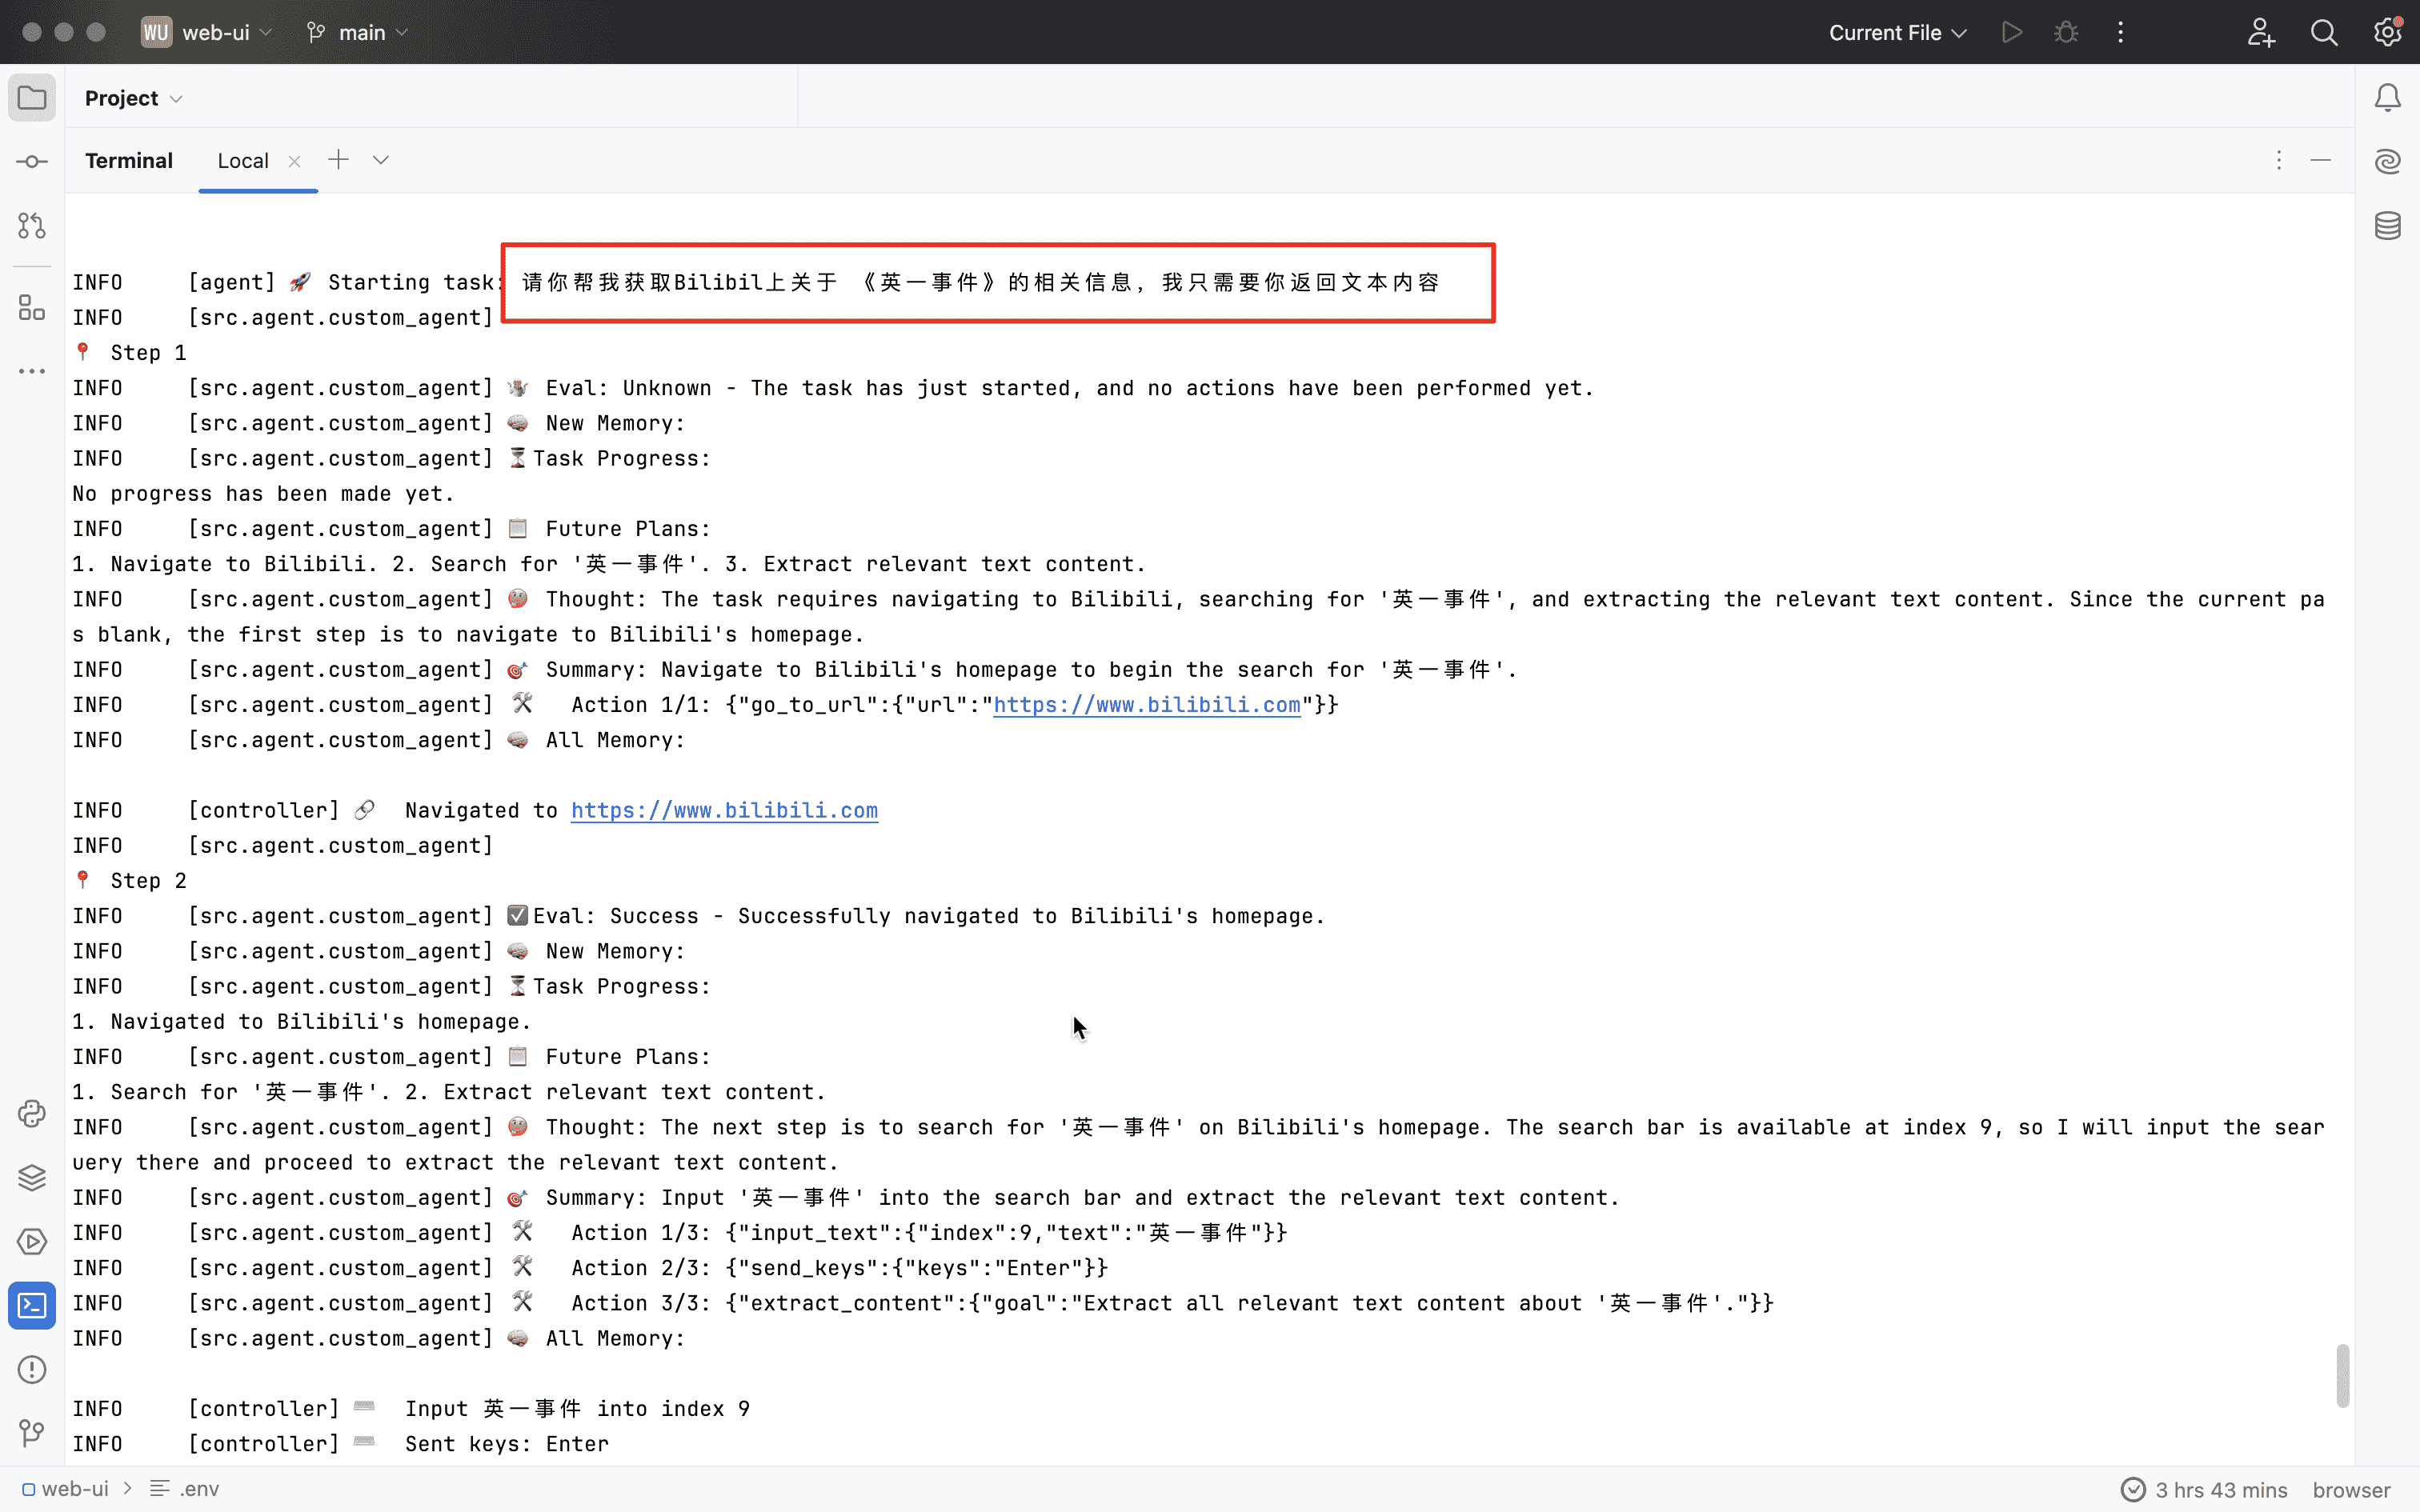 WU web-ui main Current File
Project
Terminal Local
INFO [agent] 🚀 Starting task: 请你帮我获取Bilibil上关于 《英一事件》的相关信息，我只需要你返回文本内容
INFO [src.agent.custom_agent]
📍 Step 1
INFO [src.agent.custom_agent] 🤷 Eval: Unknown - The task has just started, and no actions have been performed yet.
INFO [src.agent.custom_agent] 🧠 New Memory:
INFO [src.agent.custom_agent] ⏳Task Progress:
No progress has been made yet.
INFO [src.agent.custom_agent] 📋 Future Plans:
1. Navigate to Bilibili. 2. Search for '英一事件'. 3. Extract relevant text content.
INFO [src.agent.custom_agent] 🤔 Thought: The task requires navigating to Bilibili, searching for '英一事件', and extracting the relevant text content. Since the current pa
s blank, the first step is to navigate to Bilibili's homepage.
INFO [src.agent.custom_agent] 🎯 Summary: Navigate to Bilibili's homepage to begin the search for '英一事件'.
INFO [src.agent.custom_agent] 🛠️ Action 1/1: {"go_to_url":{"url":"https://www.bilibili.com"}}
INFO [src.agent.custom_agent] 🧠 All Memory:
INFO [controller] 🔗 Navigated to https://www.bilibili.com
INFO [src.agent.custom_agent]
📍 Step 2
INFO [src.agent.custom_agent] ✅Eval: Success - Successfully navigated to Bilibili's homepage.
INFO [src.agent.custom_agent] 🧠 New Memory:
INFO [src.agent.custom_agent] ⏳Task Progress:
1. Navigated to Bilibili's homepage.
INFO [src.agent.custom_agent] 📋 Future Plans:
1. Search for '英一事件'. 2. Extract relevant text content.
INFO [src.agent.custom_agent] 🤔 Thought: The next step is to search for '英一事件' on Bilibili's homepage. The search bar is available at index 9, so I will input the sear
uery there and proceed to extract the relevant text content.
INFO [src.agent.custom_agent] 🎯 Summary: Input '英一事件' into the search bar and extract the relevant text content.
INFO [src.agent.custom_agent] 🛠️ Action 1/3: {"input_text":{"index":9,"text":"英一事件"}}
INFO [src.agent.custom_agent] 🛠️ Action 2/3: {"send_keys":{"keys":"Enter"}}
INFO [src.agent.custom_agent] 🛠️ Action 3/3: {"extract_content":{"goal":"Extract all relevant text content about '英一事件'."}}
INFO [src.agent.custom_agent] 🧠 All Memory:
INFO [controller] ⌨️ Input 英一事件 into index 9
INFO [controller] ⌨️ Sent keys: Enter
web-ui > .env 3 hrs 43 mins browser